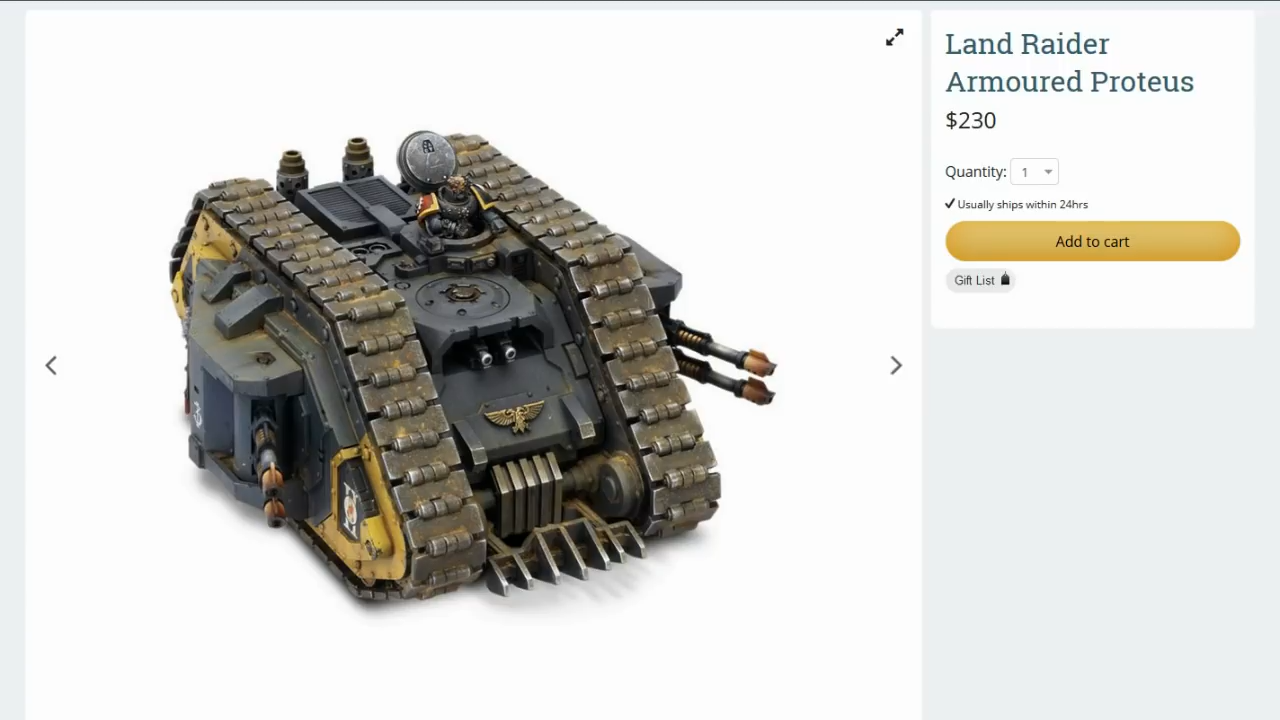 Land Raider
Armoured Proteus
$230
Quantity: 1
Usually ships within 24hrs
Add to cart
Gift List